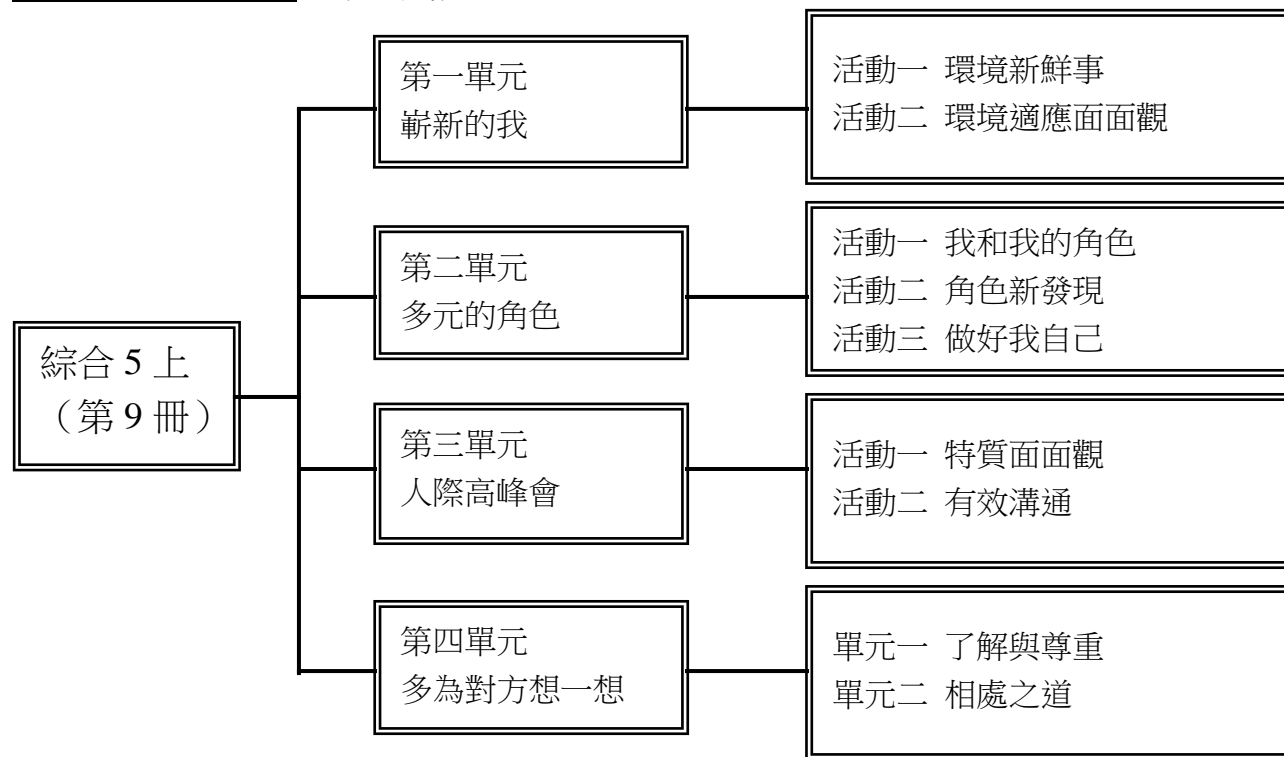 綜合 5 上
（第 9 冊）
第一單元
嶄新的我
活動一 環境新鮮事
活動二 環境適應面面觀
第二單元
多元的角色
活動一 我和我的角色
活動二 角色新發現
活動三 做好我自己
第三單元
人際高峰會
活動一 特質面面觀
活動二 有效溝通
第四單元
多為對方想一想
單元一 了解與尊重
單元二 相處之道